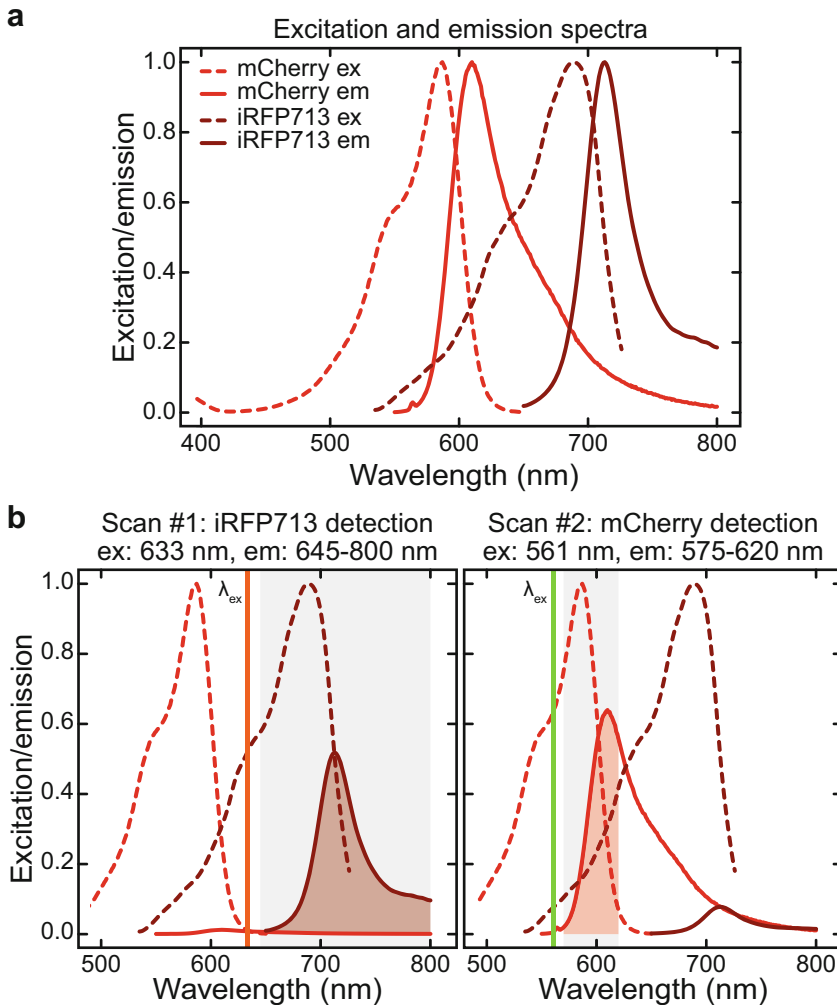 a
Excitation and emission spectra
mCherry ex
mCherry em
iRFP713 ex
iRFP713 em
Excitation/emission
1.0
0.8
0.6
0.4
0.2
0.0
400 500 600 700 800
Wavelength (nm)
b
Scan #1: iRFP713 detection
ex: 633 nm, em: 645-800 nm
Scan #2: mCherry detection
ex: 561 nm, em: 575-620 nm
Excitation/emission
1.0
0.8
0.6
0.4
0.2
0.0
λex
λex
500 600 700 800
500 600 700 800
Wavelength (nm)
Wavelength (nm)